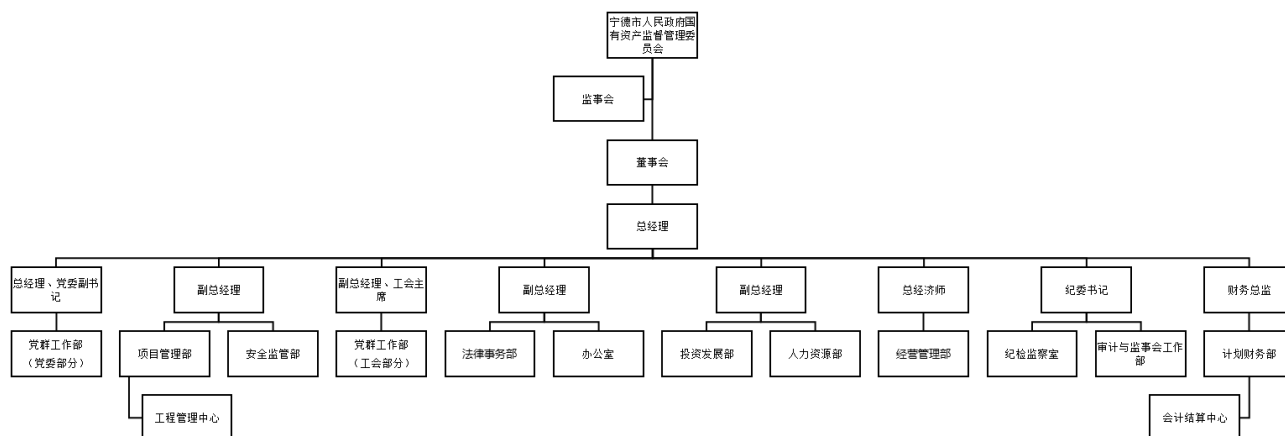 宁德市人民政府国
有资产监督管理委
员会
监事会
董事会
总经理
总经理、党委副书
记
副总经理
副总经理、工会主
席
副总经理
副总经理
总经济师
纪委书记
财务总监
党群工作部
（党委部分）
项目管理部
安全监管部
党群工作部
（工会部分）
法律事务部
办公室
投资发展部
人力资源部
经营管理部
纪检监察室
审计与监事会工作
部
计划财务部
工程管理中心
会计结算中心